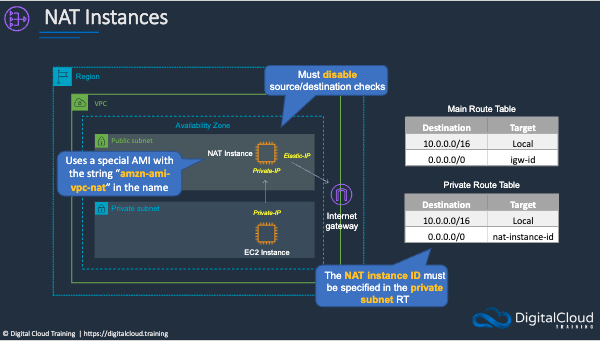 NAT Instances
Must disable
source/destination checks
Region
VPC
Availability Zone
Public subnet
NAT Instance
Elastic-IP
Private-IP
Uses a special AMI with
the string "amzn-ami-
vpc-nat" in the name
Private subnet
Private-IP
EC2 Instance
Internet
gateway
Main Route Table
Destination Target
10.0.0.0/16 Local
0.0.0.0/0 igw-id
Private Route Table
Destination Target
10.0.0.0/16 Local
0.0.0.0/0 nat-instance-id
The NAT instance ID must
be specified in the private
subnet RT
DigitalCloud
TRAINING
© Digital Cloud Training | https://digitalcloud.training